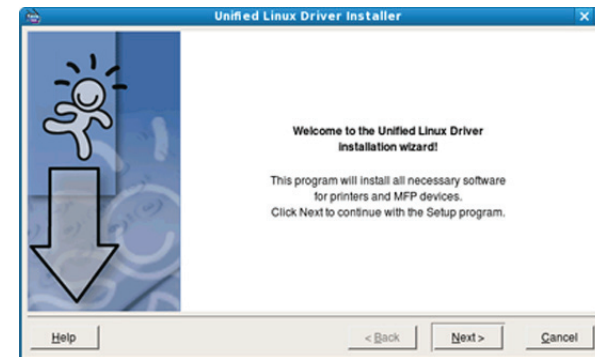 Unified Linux Driver Installer
Welcome to the Unified Linux Driver
installation wizard!
This program will install all necessary software
for printers and MFP devices.
Click Next to continue with the Setup program.
Help
< Back
Next >
Cancel